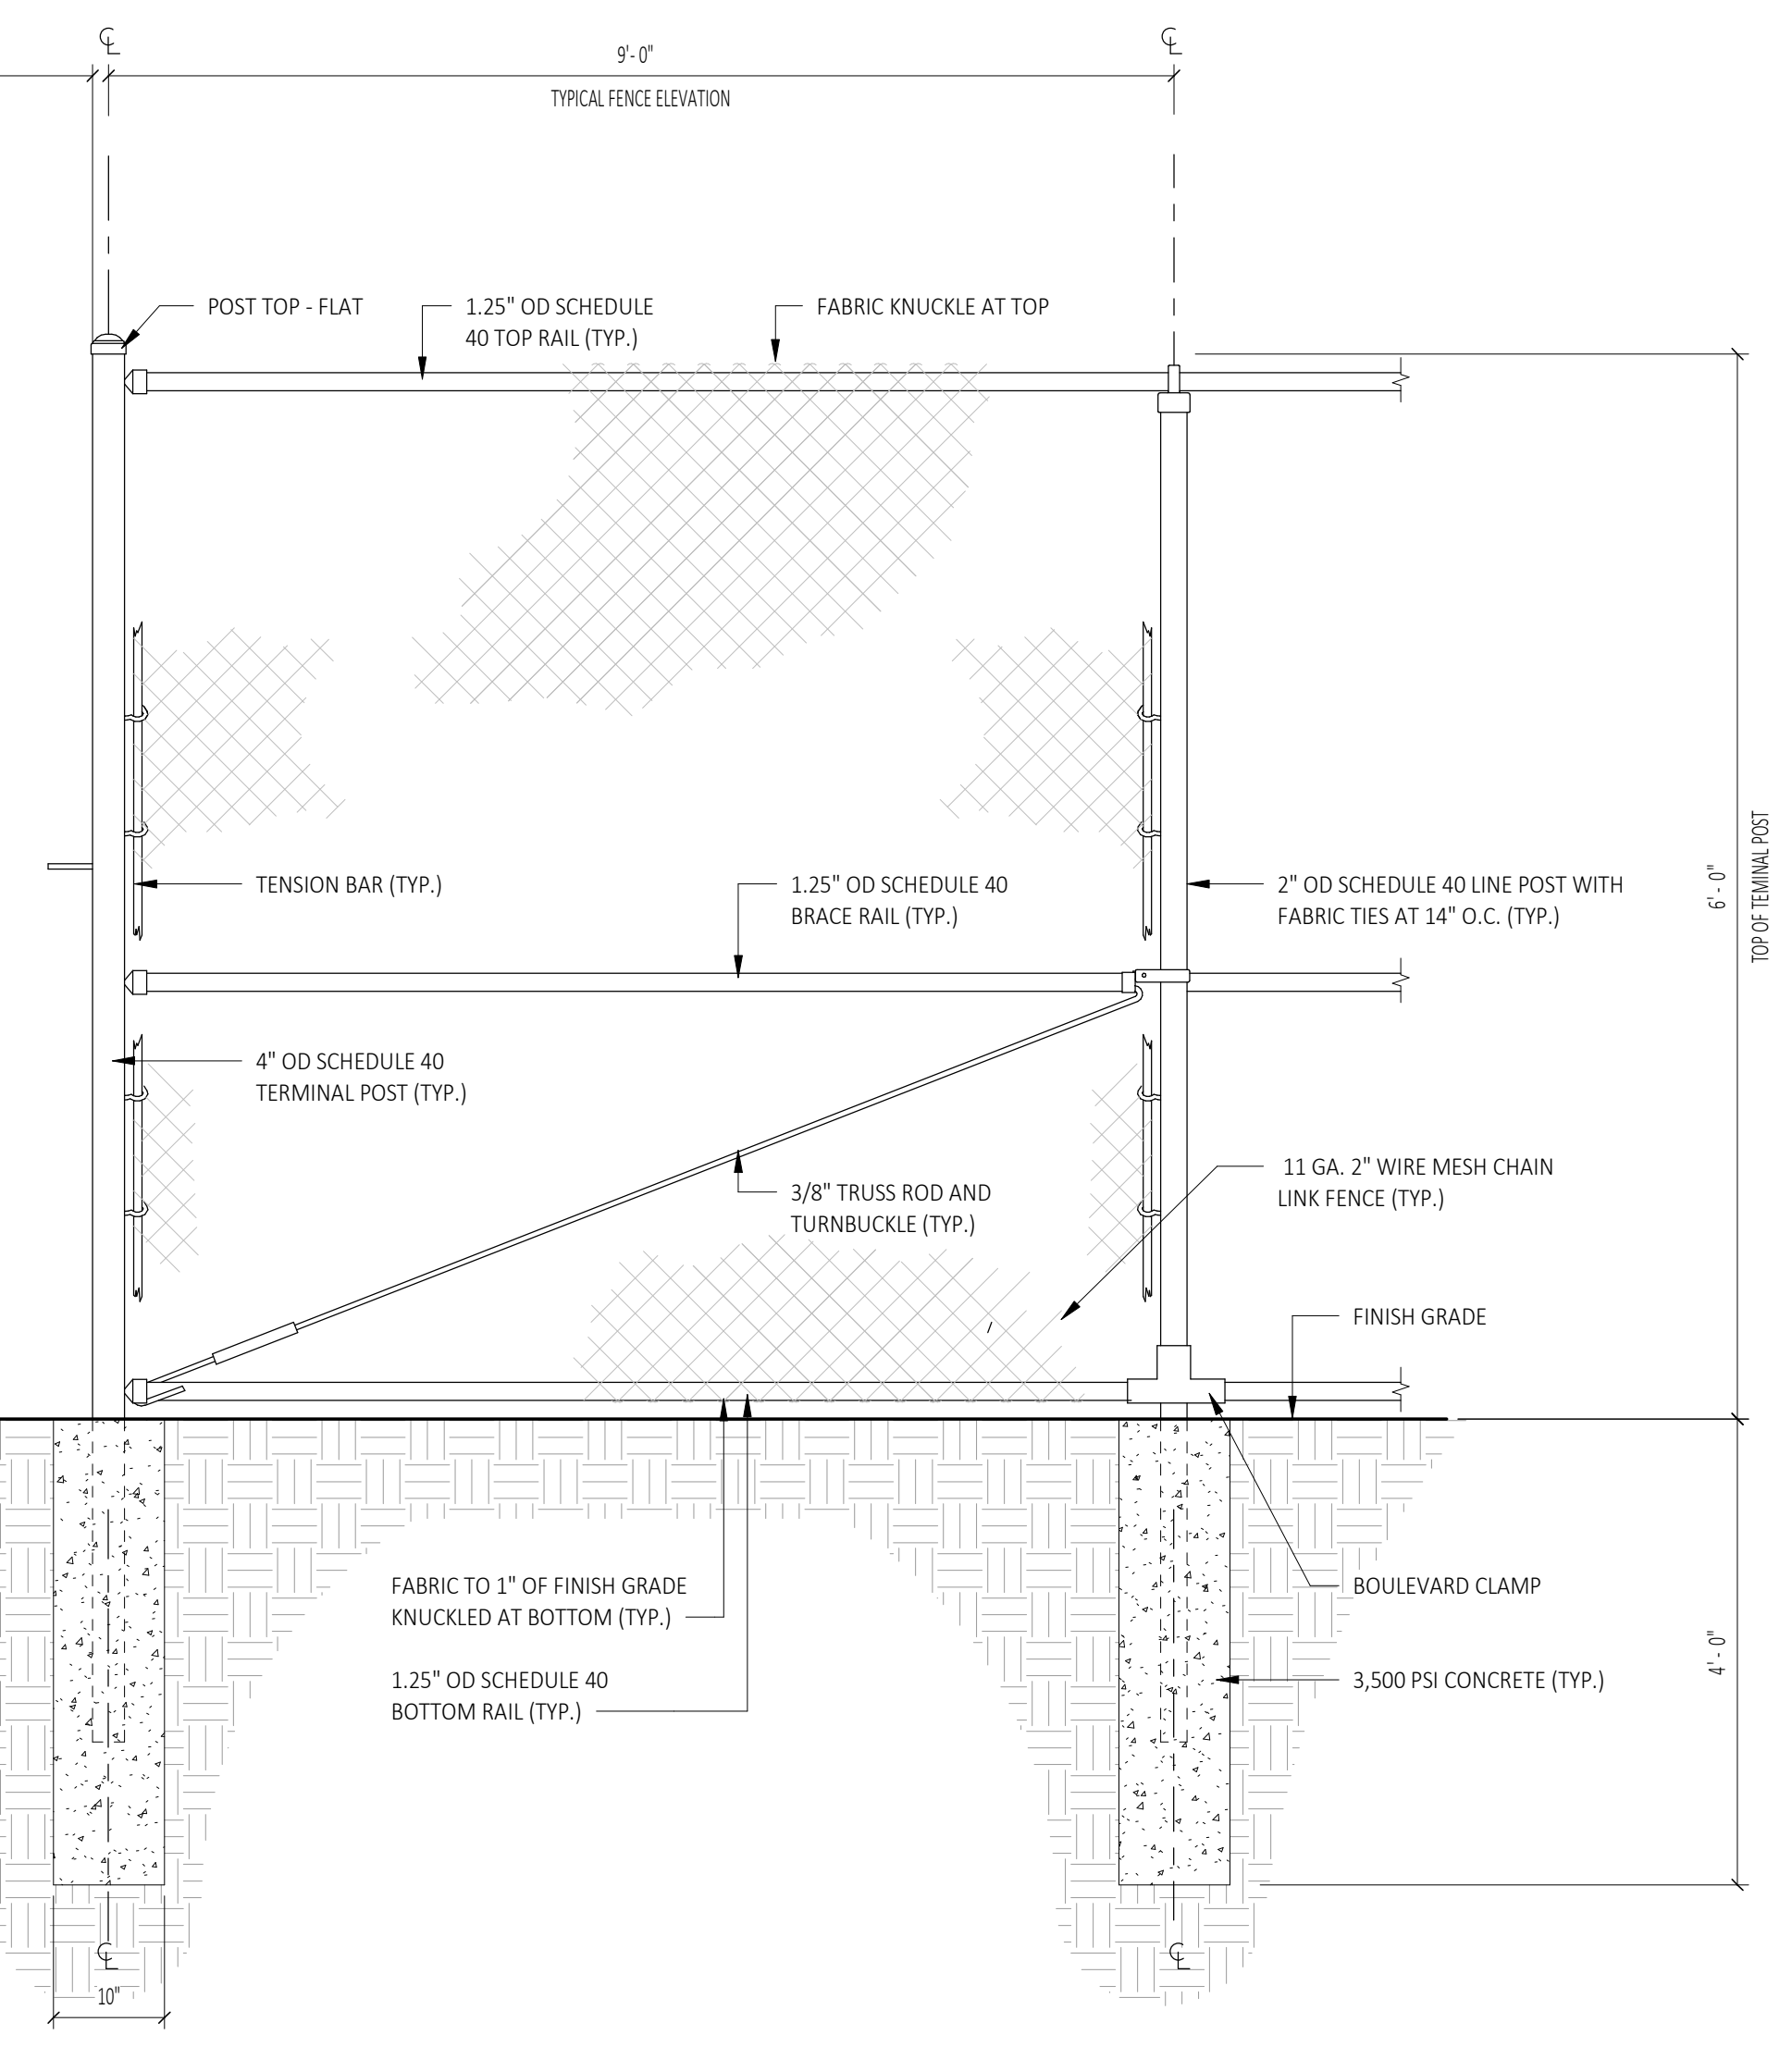 ℄
℄
9'- 0"
TYPICAL FENCE ELEVATION
POST TOP - FLAT
1.25" OD SCHEDULE
40 TOP RAIL (TYP.)
FABRIC KNUCKLE AT TOP
TENSION BAR (TYP.)
1.25" OD SCHEDULE 40
BRACE RAIL (TYP.)
2" OD SCHEDULE 40 LINE POST WITH
FABRIC TIES AT 14" O.C. (TYP.)
6'- 0"
TOP OF TEMINAL POST
4" OD SCHEDULE 40
TERMINAL POST (TYP.)
3/8" TRUSS ROD AND
TURNBUCKLE (TYP.)
11 GA. 2" WIRE MESH CHAIN
LINK FENCE (TYP.)
FINISH GRADE
FABRIC TO 1" OF FINISH GRADE
KNUCKLED AT BOTTOM (TYP.)
BOULEVARD CLAMP
1.25" OD SCHEDULE 40
BOTTOM RAIL (TYP.)
3,500 PSI CONCRETE (TYP.)
4'- 0"
℄
℄
10"